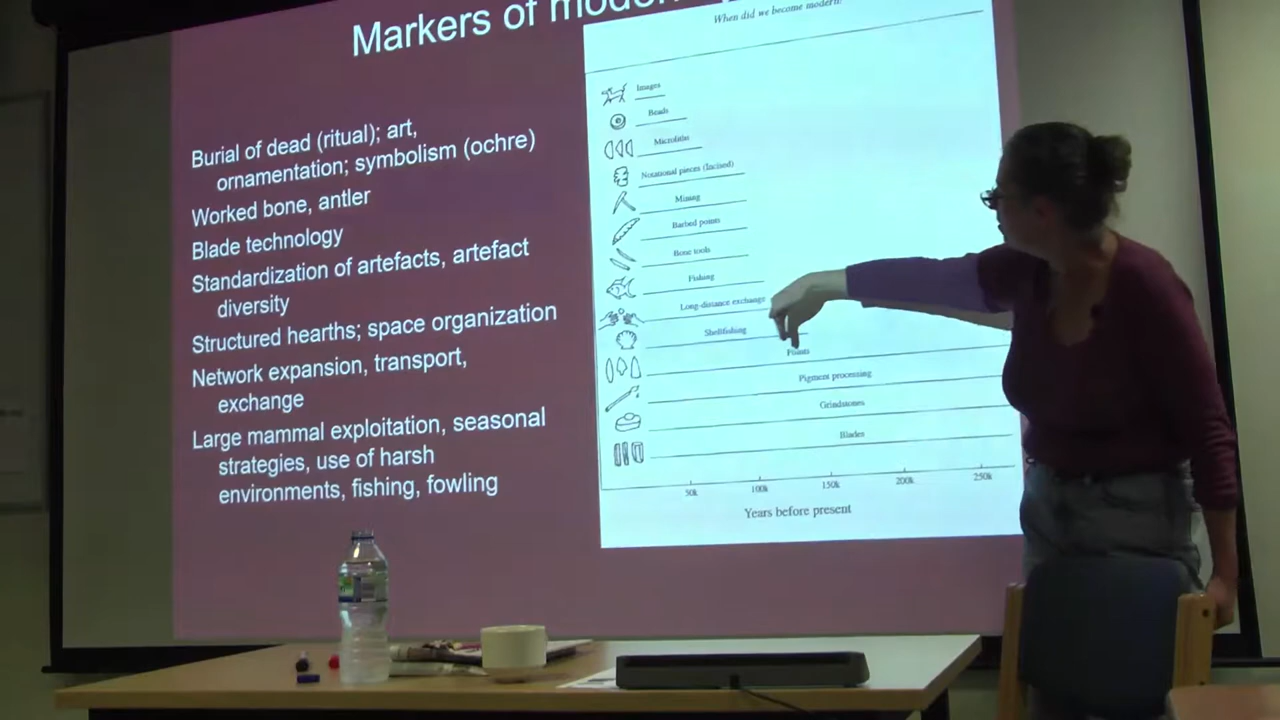 Markers of
When did we become modern?
Burial of dead (ritual); art,
ornamentation; symbolism (ochre)
Worked bone, antler
Blade technology
Standardization of artefacts, artefact
diversity
Structured hearths; space organization
Network expansion, transport,
exchange
Large mammal exploitation, seasonal
strategies, use of harsh
environments, fishing, fowling
Images
Beads
Microliths
Notational pieces (Incised)
Mining
Barbed points
Bone tools
Fishing
Long-distance exchange
Shellfishing
Points
Pigment processing
Grindstones
Blades
50k 100k 150k 200k 250k
Years before present